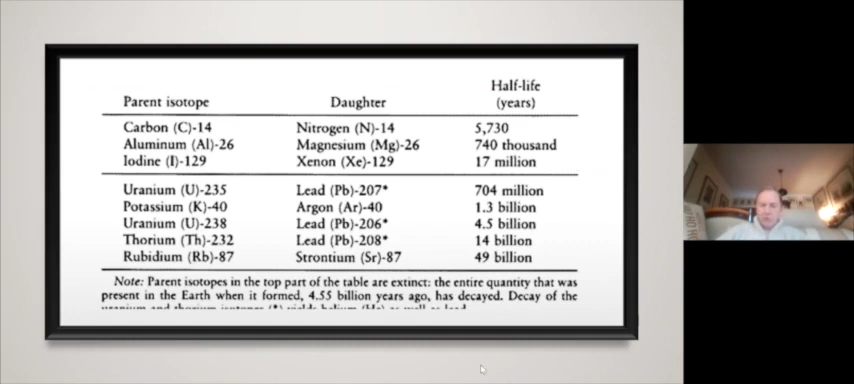 Half-life
Parent isotope Daughter (years)
Carbon (C)-14 Nitrogen (N)-14 5,730
Aluminum (Al)-26 Magnesium (Mg)-26 740 thousand
Iodine (I)-129 Xenon (Xe)-129 17 million
Uranium (U)-235 Lead (Pb)-207* 704 million
Potassium (K)-40 Argon (Ar)-40 1.3 billion
Uranium (U)-238 Lead (Pb)-206* 4.5 billion
Thorium (Th)-232 Lead (Pb)-208* 14 billion
Rubidium (Rb)-87 Strontium (Sr)-87 49 billion
Note: Parent isotopes in the top part of the table are extinct: the entire quantity that was
present in the Earth when it formed, 4.55 billion years ago, has decayed. Decay of the